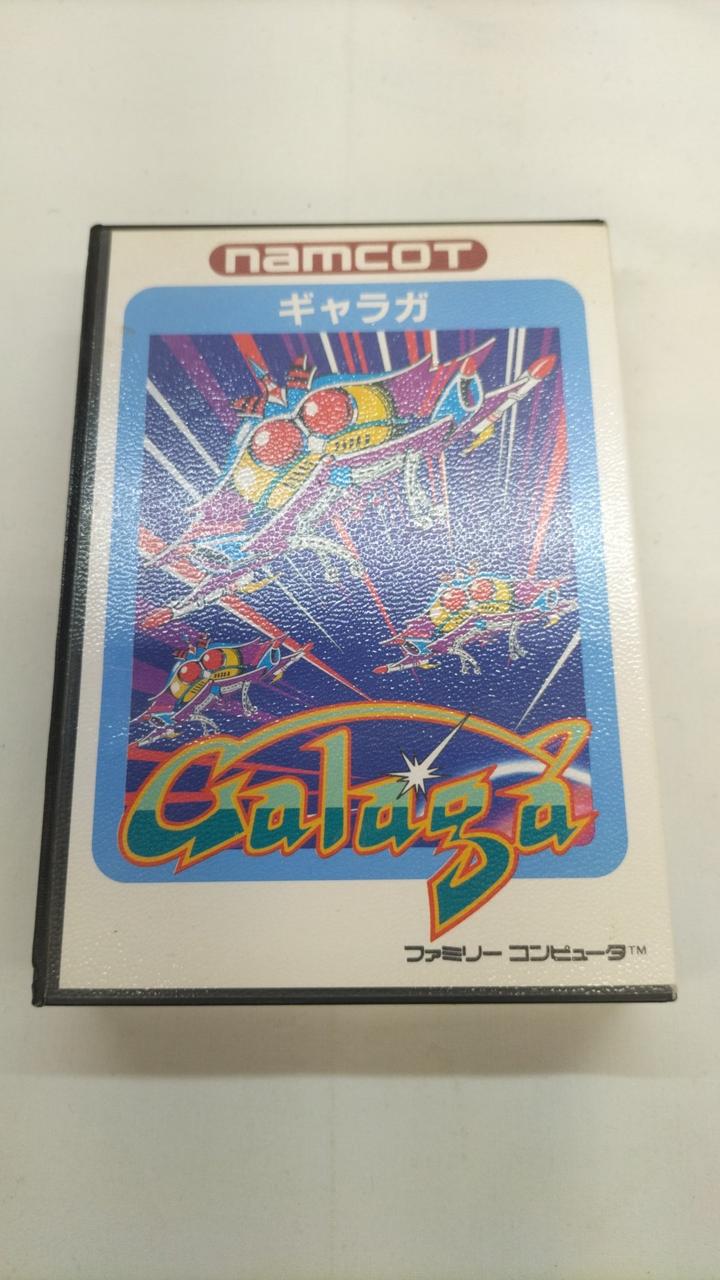 namcot
ギャラガ
Galaga
ファミリー コンピュータ™